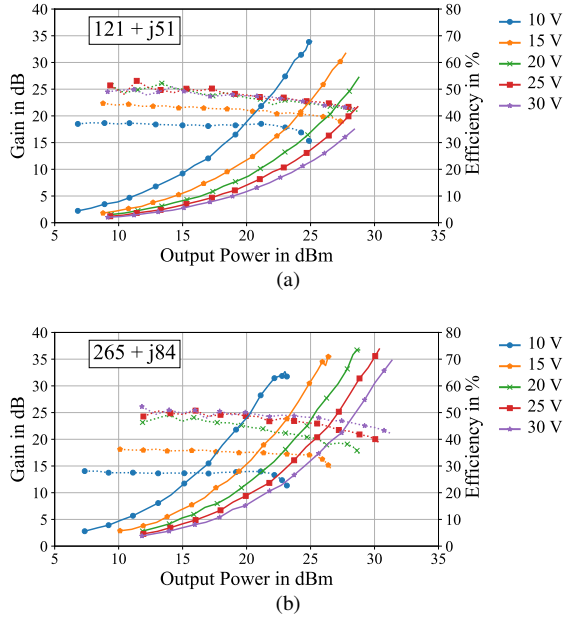 40
35
30
25
20
15
10
5
0
Gain in dB
121 + j51
80
70
60
50
40
30
20
10
0
Efficiency in %
5 10 15 20 25 30 35
Output Power in dBm
10 V
15 V
20 V
25 V
30 V
(a)
40
35
30
25
20
15
10
5
0
Gain in dB
265 + j84
80
70
60
50
40
30
20
10
0
Efficiency in %
5 10 15 20 25 30 35
Output Power in dBm
10 V
15 V
20 V
25 V
30 V
(b)